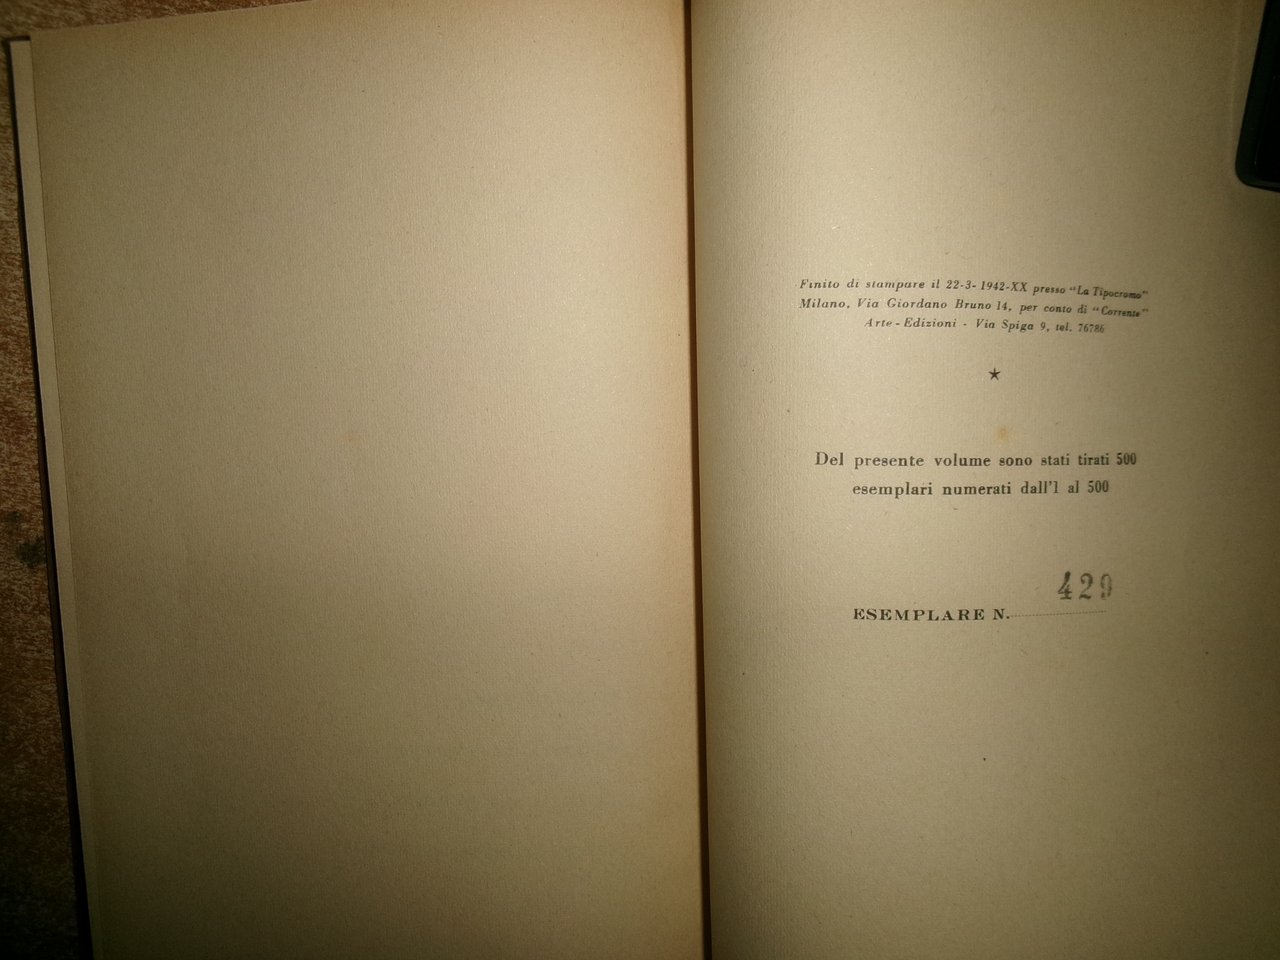 Finito di stampare il 22-3-1942-XX presso "La Tipocromo"
Milano, Via Giordano Bruno 14, per conto di "Corrente"
Arte - Edizioni - Via Spiga 9, tel. 76786
★
Del presente volume sono stati tirati 500
esemplari numerati dall'1 al 500
429
ESEMPLARE N.